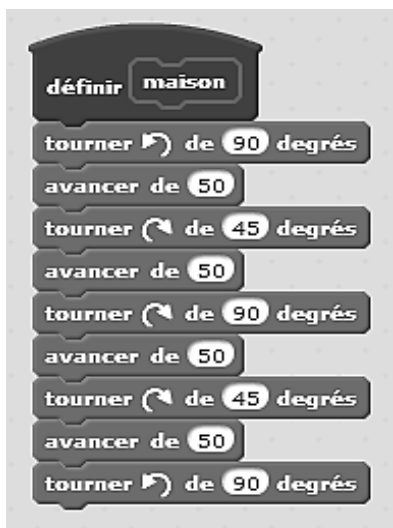 définir maison
tourner ↶ de 90 degrés
avancer de 50
tourner ↷ de 45 degrés
avancer de 50
tourner ↷ de 90 degrés
avancer de 50
tourner ↷ de 45 degrés
avancer de 50
tourner ↶ de 90 degrés